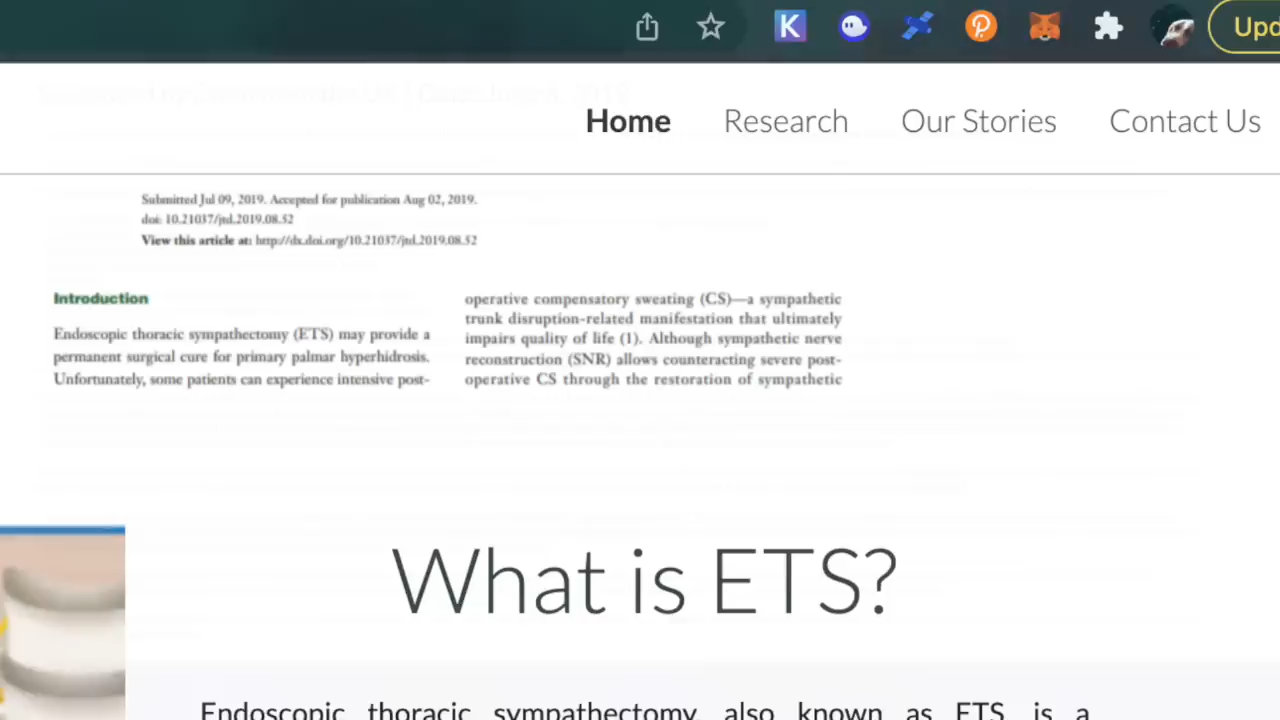 Upd
Home Research Our Stories Contact Us
Submitted Jul 09, 2019. Accepted for publication Aug 02, 2019.
doi: 10.21037/jtd.2019.08.52
View this article at: http://dx.doi.org/10.21037/jtd.2019.08.52
Introduction
Endoscopic thoracic sympathectomy (ETS) may provide a
permanent surgical cure for primary palmar hyperhidrosis.
Unfortunately, some patients can experience intensive post-
operative compensatory sweating (CS)—a sympathetic
trunk disruption-related manifestation that ultimately
impairs quality of life (1). Although sympathetic nerve
reconstruction (SNR) allows counteracting severe post-
operative CS through the restoration of sympathetic
What is ETS?
Endoscopic thoracic sympathectomy, also known as ETS, is a